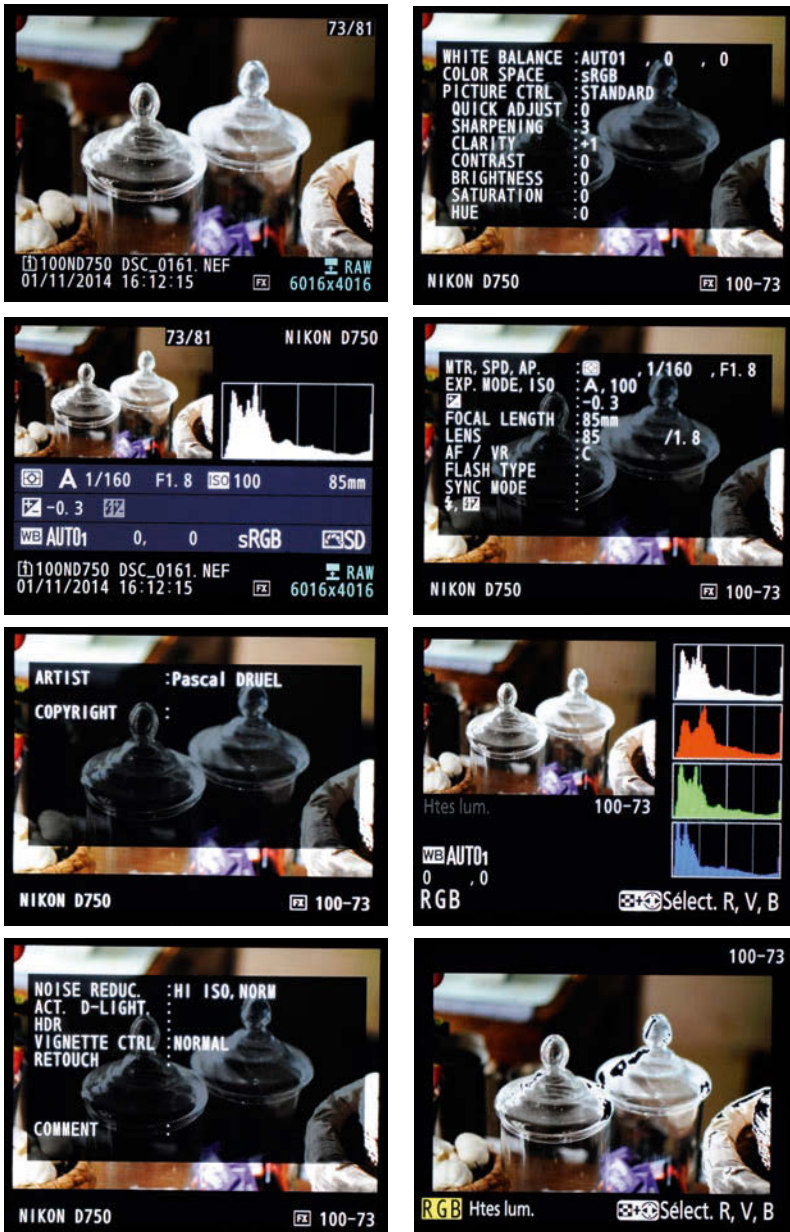 73/81
100ND750 DSC_0161.NEF RAW
01/11/2014 16:12:15 FX 6016x4016
WHITE BALANCE :AUTO1 , 0 , 0
COLOR SPACE :sRGB
PICTURE CTRL :STANDARD
QUICK ADJUST :0
SHARPENING :3
CLARITY :+1
CONTRAST :0
BRIGHTNESS :0
SATURATION :0
HUE :0
NIKON D750 FX 100-73
73/81 NIKON D750
A 1/160 F1.8 ISO 100 85mm
-0.3
WB AUTO1 0, 0 sRGB SD
100ND750 DSC_0161.NEF RAW
01/11/2014 16:12:15 FX 6016x4016
MTR, SPD, AP. : , 1/160 , F1.8
EXP. MODE, ISO :A, 100
:-0.3
FOCAL LENGTH :85mm
LENS :85 /1.8
AF / VR :C
FLASH TYPE :
SYNC MODE :
, :
NIKON D750 FX 100-73
ARTIST :Pascal DRUEL
COPYRIGHT :
NIKON D750 FX 100-73
Htes lum. 100-73
WB AUTO1
0 ,0
RGB Sélect. R, V, B
NOISE REDUC. :HI ISO, NORM
ACT. D-LIGHT. :
HDR :
VIGNETTE CTRL :NORMAL
RETOUCH :
COMMENT :
NIKON D750 FX 100-73
100-73
RGB Htes lum. Sélect. R, V, B